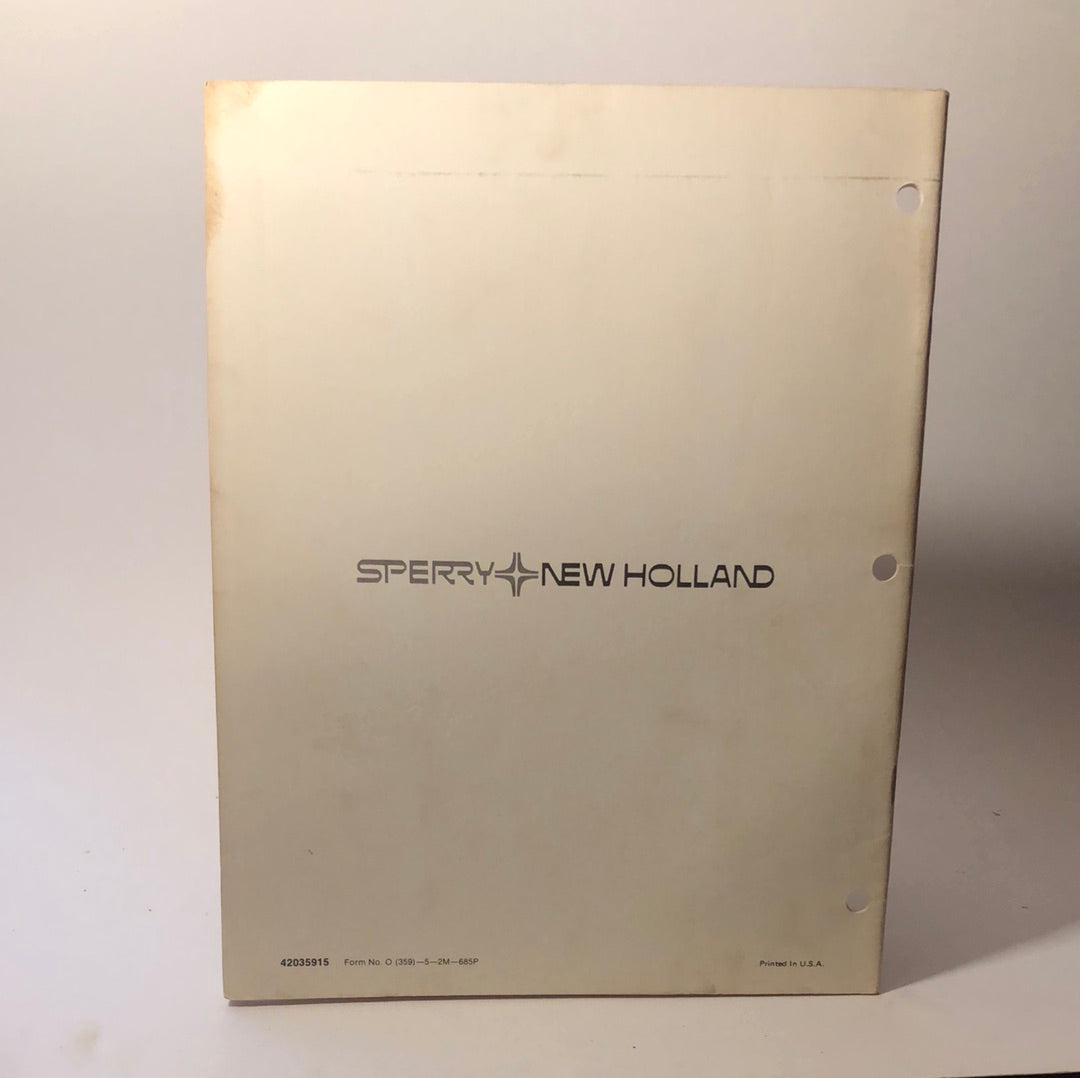 SPERRY NEW HOLLAND
42035915 Form No. O (359)—5—2M—685P
Printed In U.S.A.